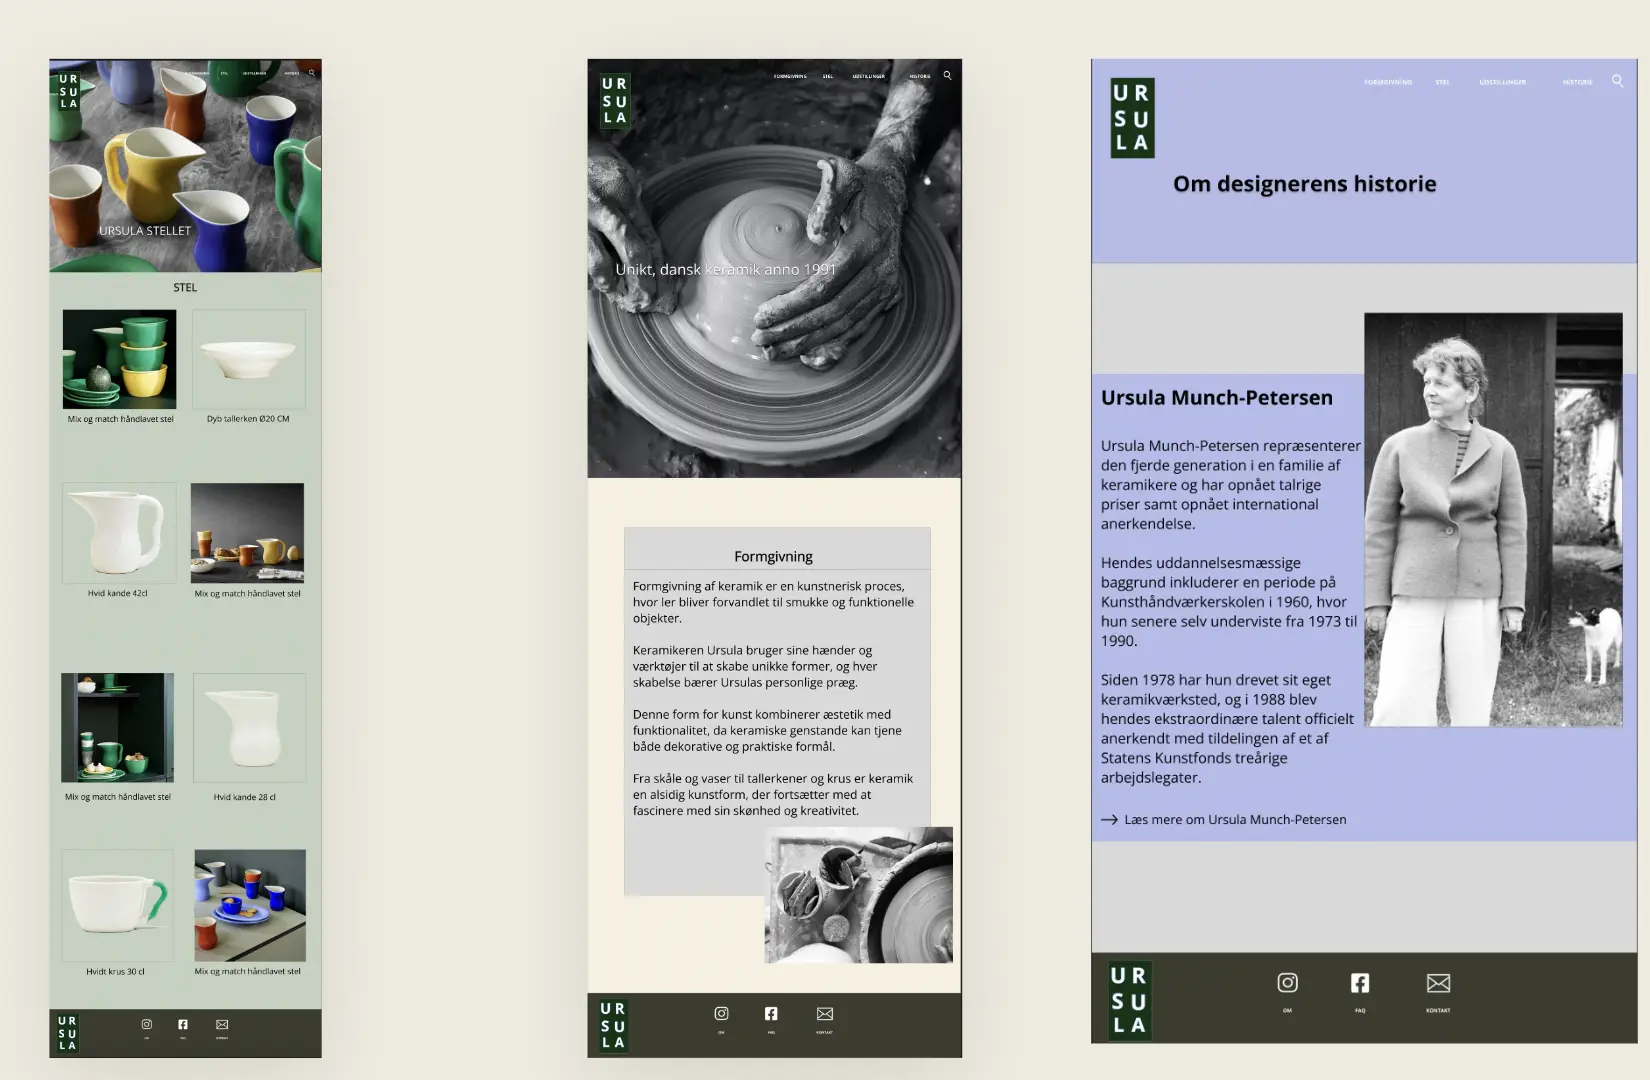 UR
SU
LA
STEL
UDSTILLINGER
HISTORIE
URSULA STELLET
STEL
Mix og match håndlavet stel
Dyb tallerken Ø20 CM
Hvid kande 42cl
Mix og match håndlavet stel
Mix og match håndlavet stel
Hvid kande 28 cl
Hvidt krus 30 cl
Mix og match håndlavet stel
UR
SU
LA
UR
SU
LA
FORMGIVNING
STEL
UDSTILLINGER
HISTORIE
Unikt, dansk keramik anno 1991
Formgivning
Formgivning af keramik er en kunstnerisk proces,
hvor ler bliver forvandlet til smukke og funktionelle
objekter.
Keramikeren Ursula bruger sine hænder og
værktøjer til at skabe unikke former, og hver
skabelse bærer Ursulas personlige præg.
Denne form for kunst kombinerer æstetik med
funktionalitet, da keramiske genstande kan tjene
både dekorative og praktiske formål.
Fra skåle og vaser til tallerkener og krus er keramik
en alsidig kunstform, der fortsætter med at
fascinere med sin skønhed og kreativitet.
UR
SU
LA
OM
FAQ
KONTAKT
UR
SU
LA
FORMGIVNING
STEL
UDSTILLINGER
HISTORIE
Om designerens historie
Ursula Munch-Petersen
Ursula Munch-Petersen repræsenterer
den fjerde generation i en familie af
keramikere og har opnået talrige
priser samt opnået international
anerkendelse.
Hendes uddannelsesmæssige
baggrund inkluderer en periode på
Kunsthåndværkerskolen i 1960, hvor
hun senere selv underviste fra 1973 til
1990.
Siden 1978 har hun drevet sit eget
keramikværksted, og i 1988 blev
hendes ekstraordinære talent officielt
anerkendt med tildelingen af et af
Statens Kunstfonds treårige
arbejdslegater.
Læs mere om Ursula Munch-Petersen
UR
SU
LA
OM
FAQ
KONTAKT